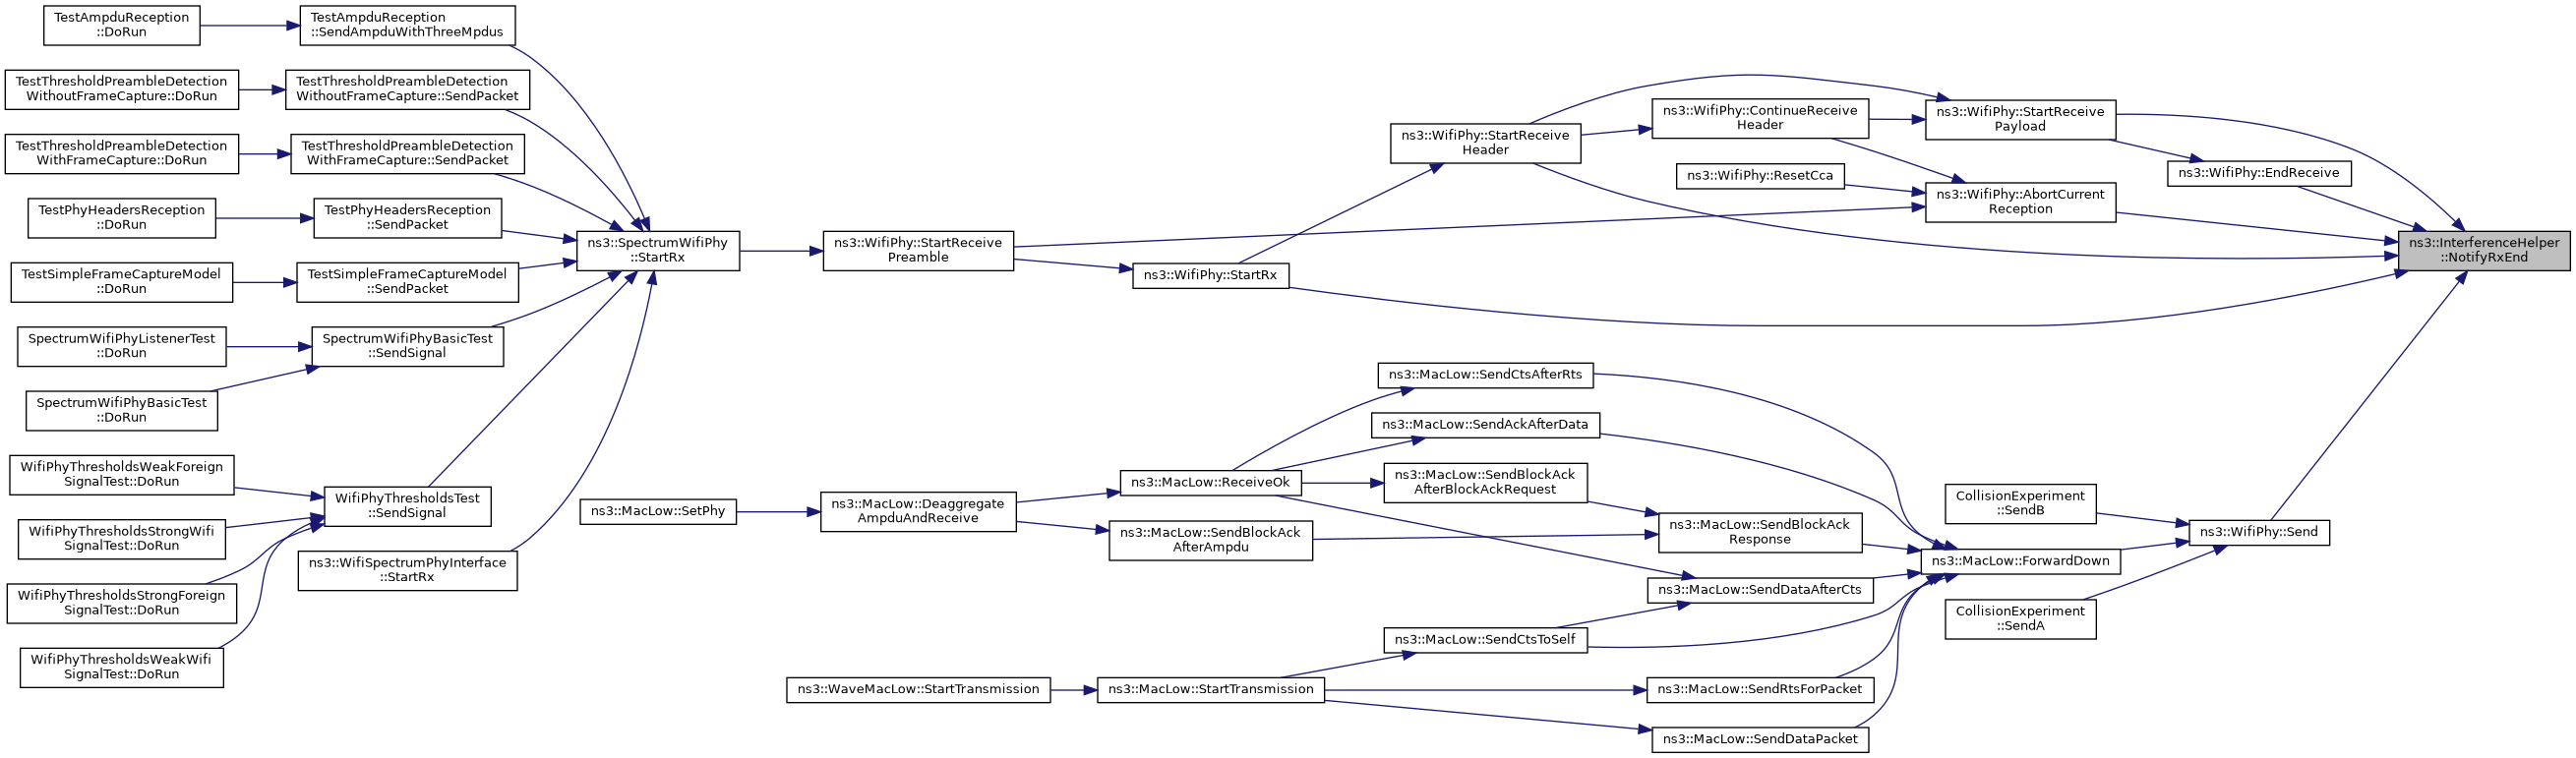 TestAmpduReception
::DoRun
TestAmpduReception
::SendAmpduWithThreeMpdus
TestThresholdPreambleDetection
WithoutFrameCapture::DoRun
TestThresholdPreambleDetection
WithoutFrameCapture::SendPacket
TestThresholdPreambleDetection
WithFrameCapture::DoRun
TestThresholdPreambleDetection
WithFrameCapture::SendPacket
TestPhyHeadersReception
::DoRun
TestPhyHeadersReception
::SendPacket
TestSimpleFrameCaptureModel
::DoRun
TestSimpleFrameCaptureModel
::SendPacket
SpectrumWifiPhyListenerTest
::DoRun
SpectrumWifiPhyBasicTest
::SendSignal
SpectrumWifiPhyBasicTest
::DoRun
WifiPhyThresholdsWeakForeign
SignalTest::DoRun
WifiPhyThresholdsStrongWifi
SignalTest::DoRun
WifiPhyThresholdsStrongForeign
SignalTest::DoRun
WifiPhyThresholdsWeakWifi
SignalTest::DoRun
WifiPhyThresholdsTest
::SendSignal
ns3::WifiSpectrumPhyInterface
::StartRx
ns3::SpectrumWifiPhy
::StartRx
ns3::WifiPhy::StartReceive
Preamble
ns3::WifiPhy::StartRx
ns3::WifiPhy::StartReceive
Header
ns3::WifiPhy::ContinueReceive
Header
ns3::WifiPhy::ResetCca
ns3::WifiPhy::StartReceive
Payload
ns3::WifiPhy::AbortCurrent
Reception
ns3::WifiPhy::EndReceive
ns3::InterferenceHelper
::NotifyRxEnd
ns3::MacLow::SetPhy
ns3::MacLow::Deaggregate
AmpduAndReceive
ns3::MacLow::ReceiveOk
ns3::MacLow::SendBlockAck
AfterAmpdu
ns3::MacLow::SendCtsAfterRts
ns3::MacLow::SendAckAfterData
ns3::MacLow::SendBlockAck
AfterBlockAckRequest
ns3::MacLow::SendBlockAck
Response
ns3::MacLow::SendDataAfterCts
ns3::MacLow::SendCtsToSelf
ns3::WaveMacLow::StartTransmission
ns3::MacLow::StartTransmission
ns3::MacLow::SendRtsForPacket
ns3::MacLow::SendDataPacket
CollisionExperiment
::SendB
ns3::MacLow::ForwardDown
CollisionExperiment
::SendA
ns3::WifiPhy::Send